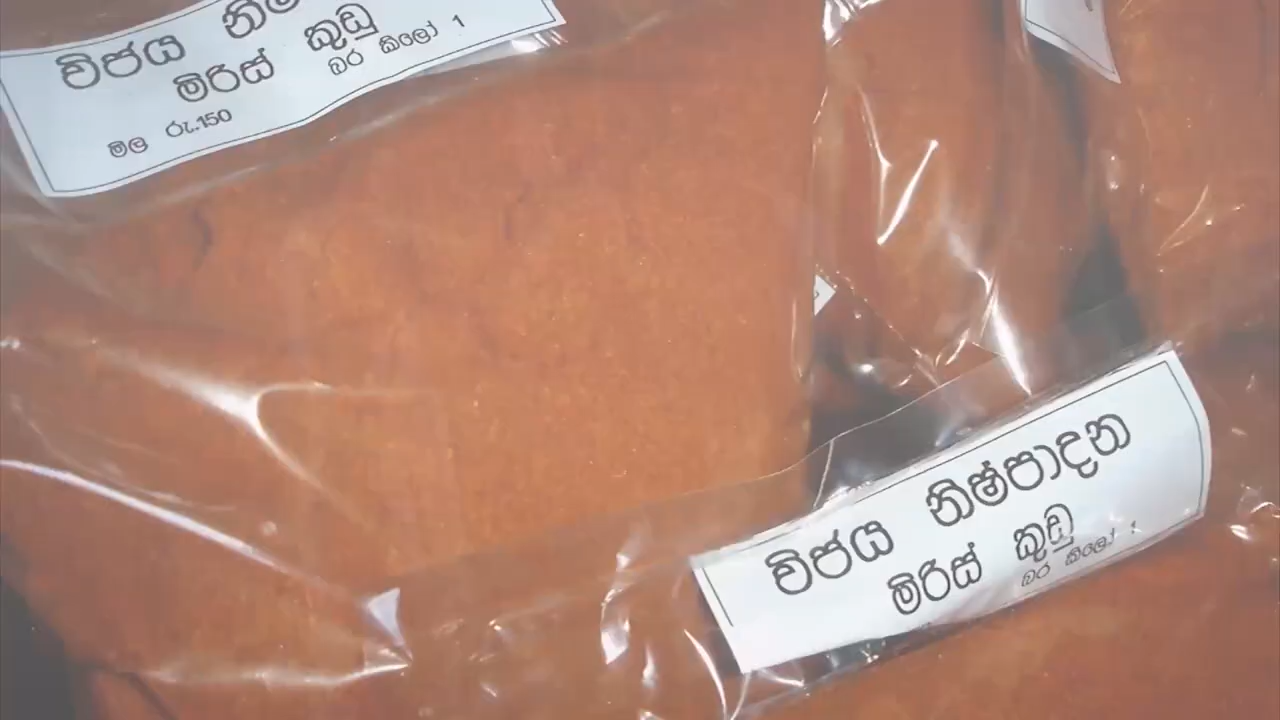 විජය
මිරිස් කුඩු
බර කිලෝ 1
මිල රු.150
විජය නිෂ්පාදන
මිරිස් කුඩු
බර කිලෝ 1